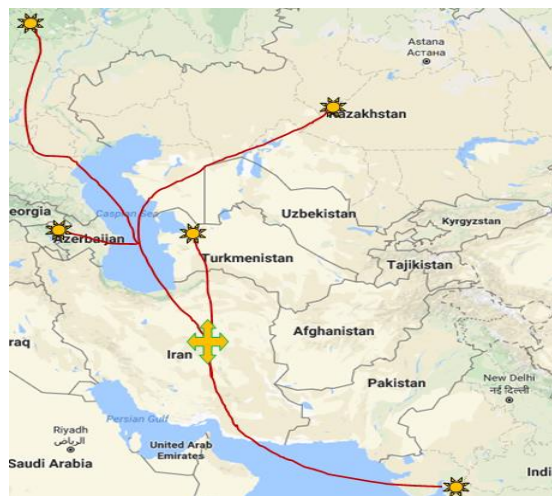 Astana
Астана
Kazakhstan
eorgia
Caspian Sea
Azerbaijan
Uzbekistan
Kyrgyzstan
Turkmenistan
Tajikistan
Iran
Afghanistan
raq
Pakistan
New Delhi
नई दिल्ली
Persian Gulf
Riyadh
الرياض
United Arab
Emirates
Saudi Arabia
Indi